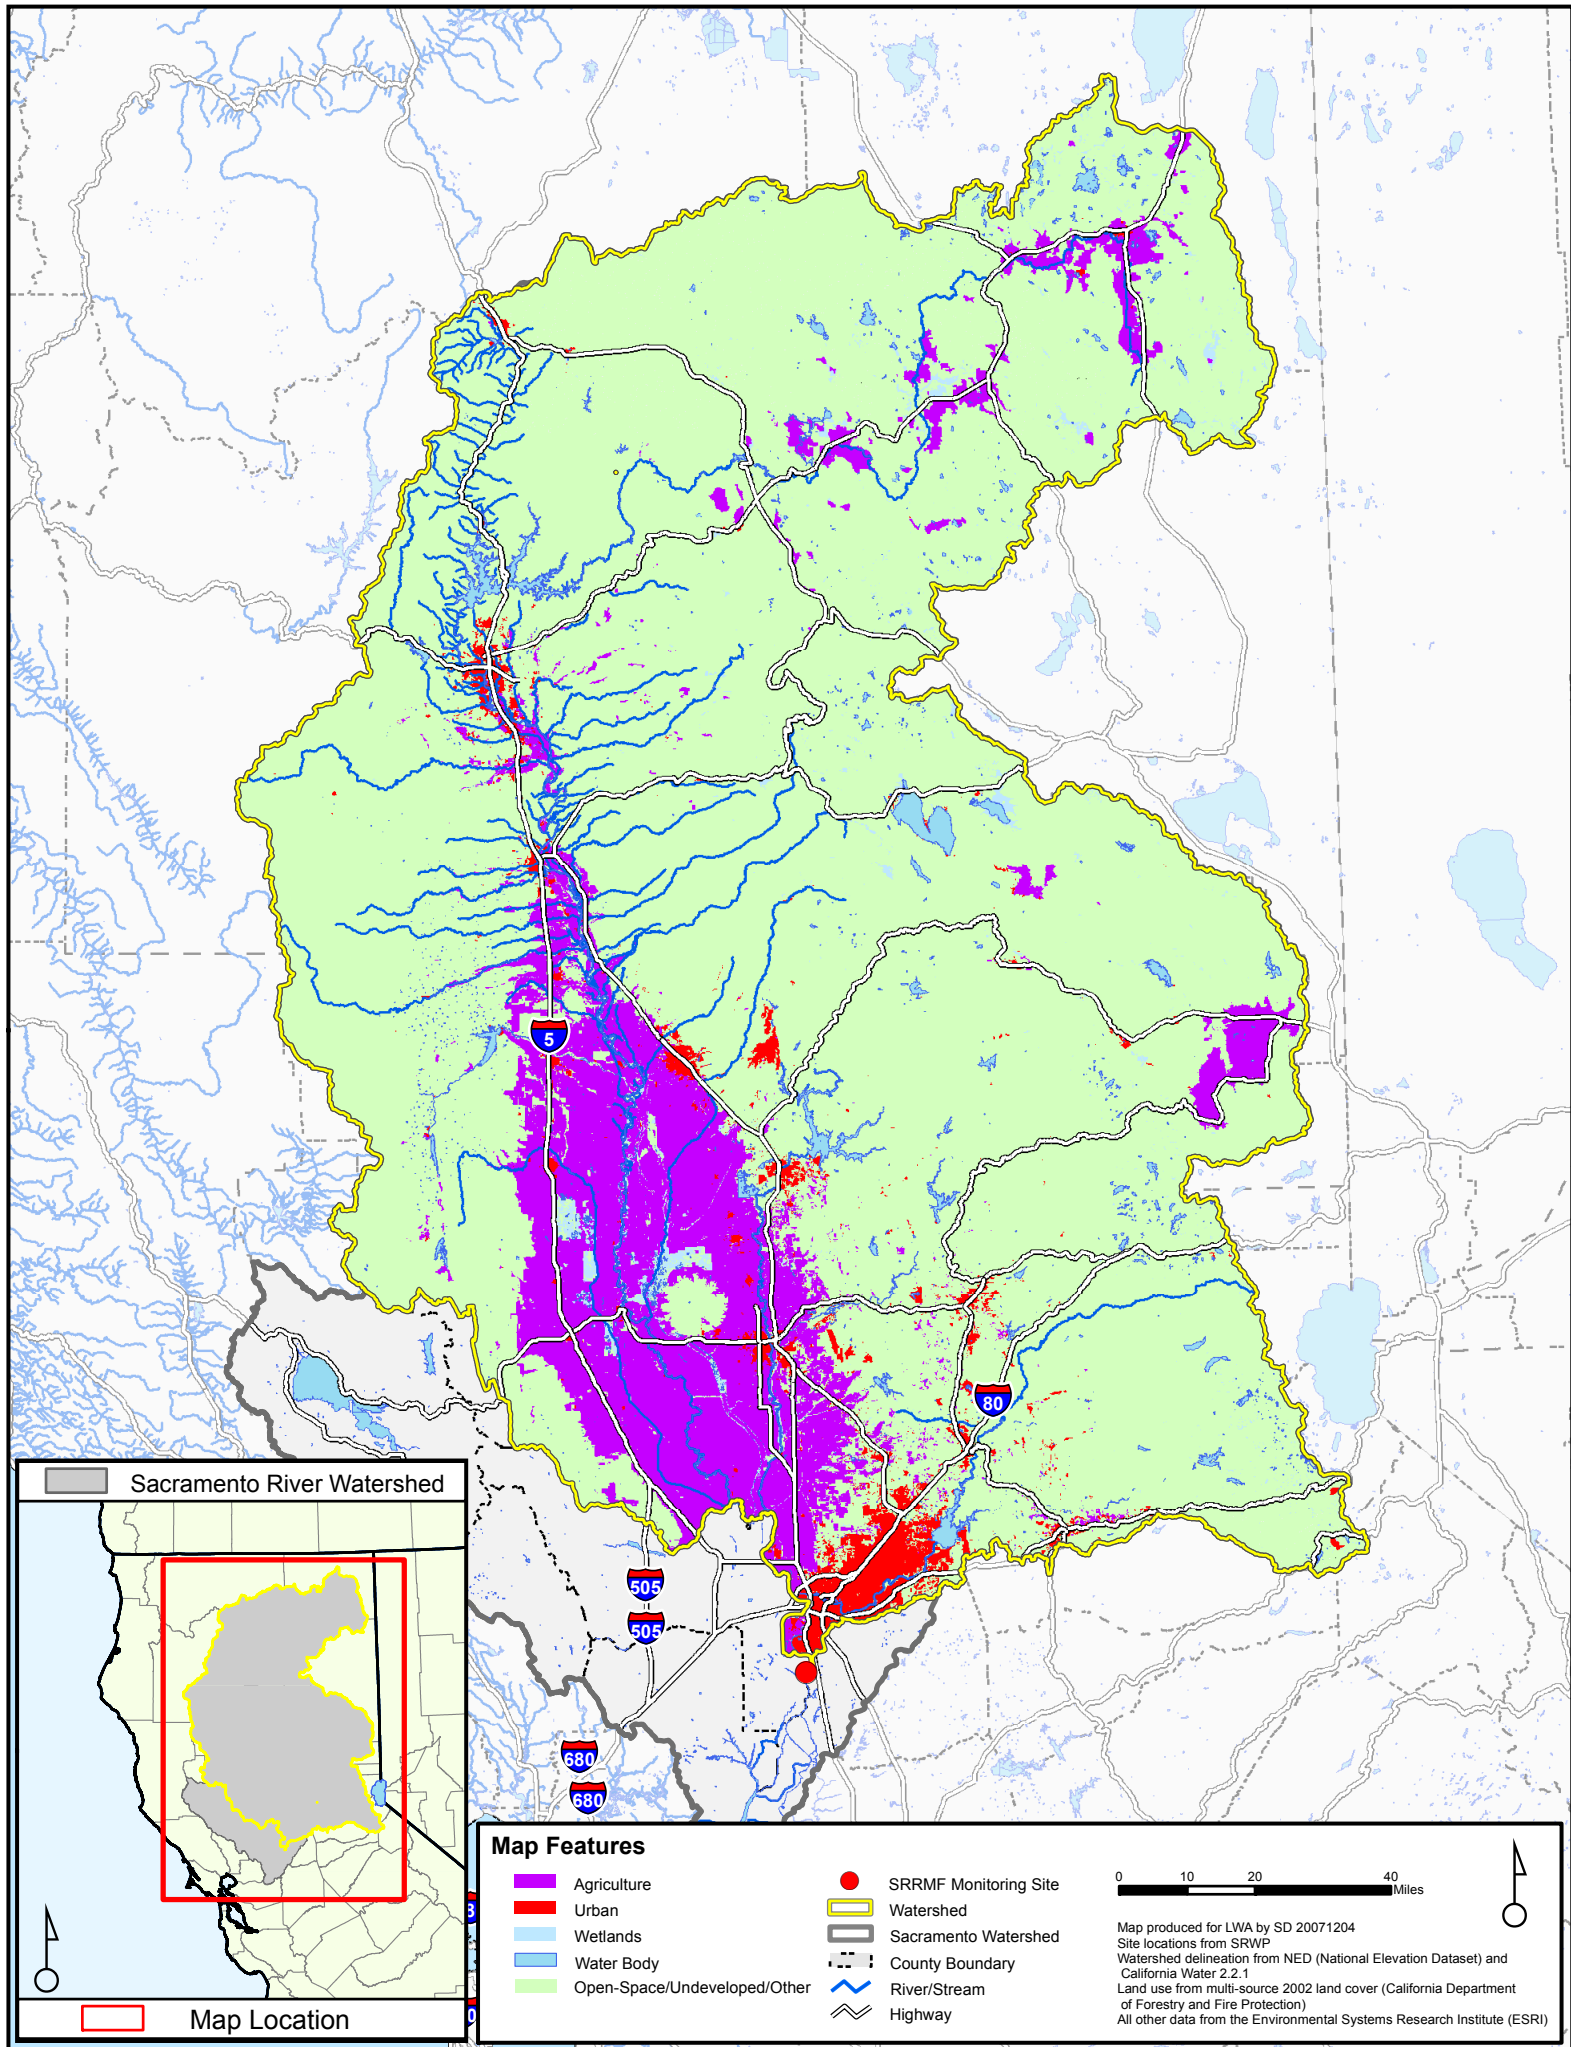 5
80
505
505
680
680
Sacramento River Watershed
Map Location
Map Features
Agriculture
Urban
Wetlands
Water Body
Open-Space/Undeveloped/Other
SRRMF Monitoring Site
Watershed
Sacramento Watershed
County Boundary
River/Stream
Highway
0 10 20 40
Miles
Map produced for LWA by SD 20071204
Site locations from SRWP
Watershed delineation from NED (National Elevation Dataset) and
California Water 2.2.1
Land use from multi-source 2002 land cover (California Department
of Forestry and Fire Protection)
All other data from the Environmental Systems Research Institute (ESRI)